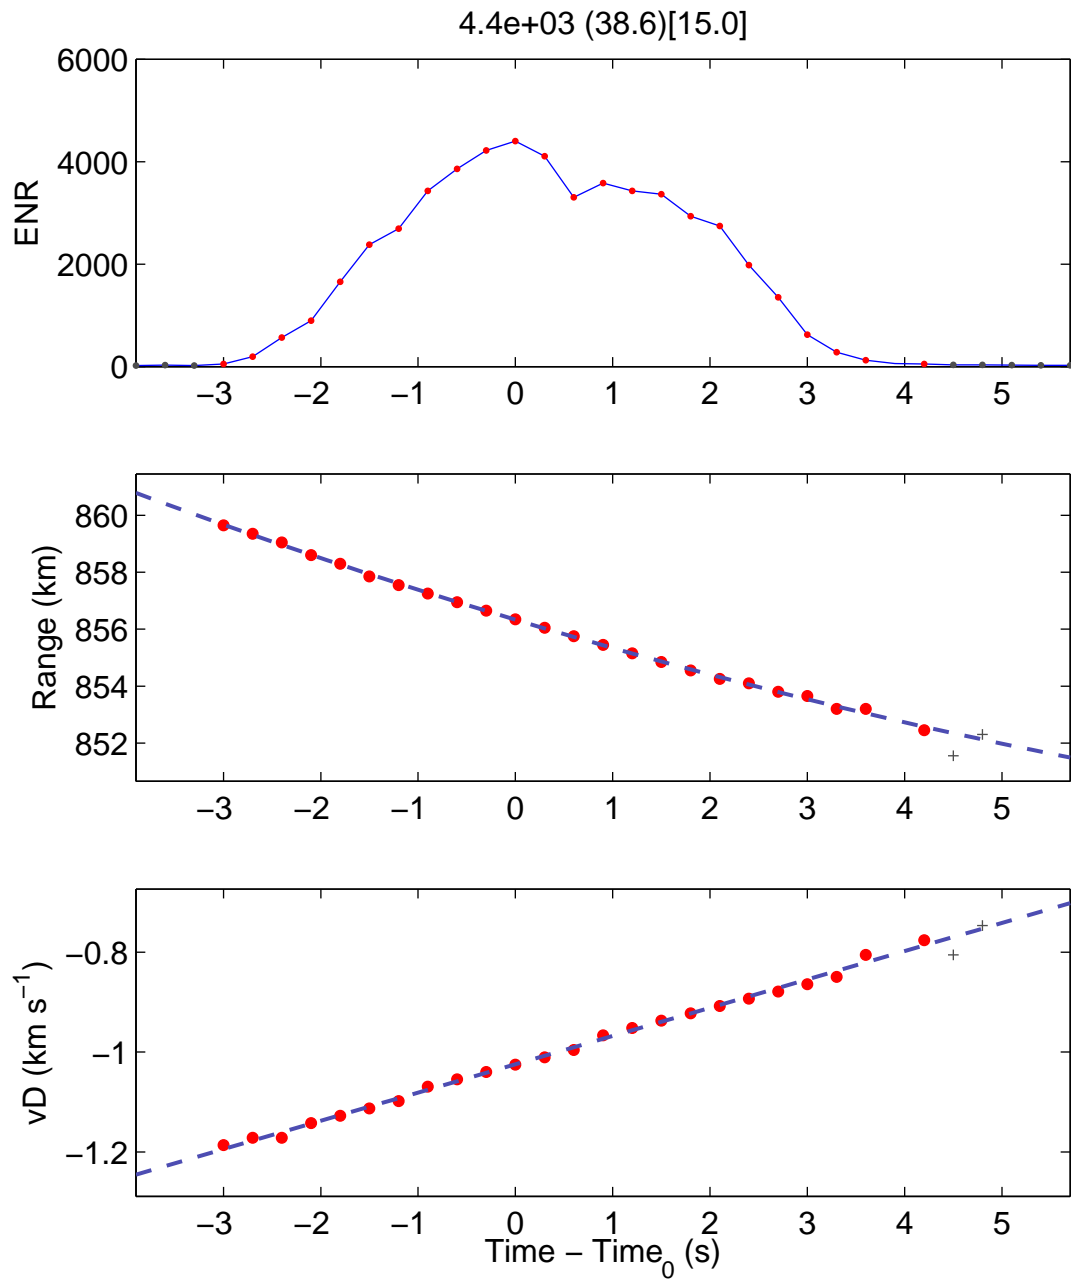 4.4e+03 (38.6)[15.0]
6000
4000
2000
0
ENR
−3 −2 −1 0 1 2 3 4 5
860
858
856
854
852
Range (km)
−3 −2 −1 0 1 2 3 4 5
−0.8
−1
−1.2
vD (km s−1)
−3 −2 −1 0 1 2 3 4 5
Time − Time0 (s)